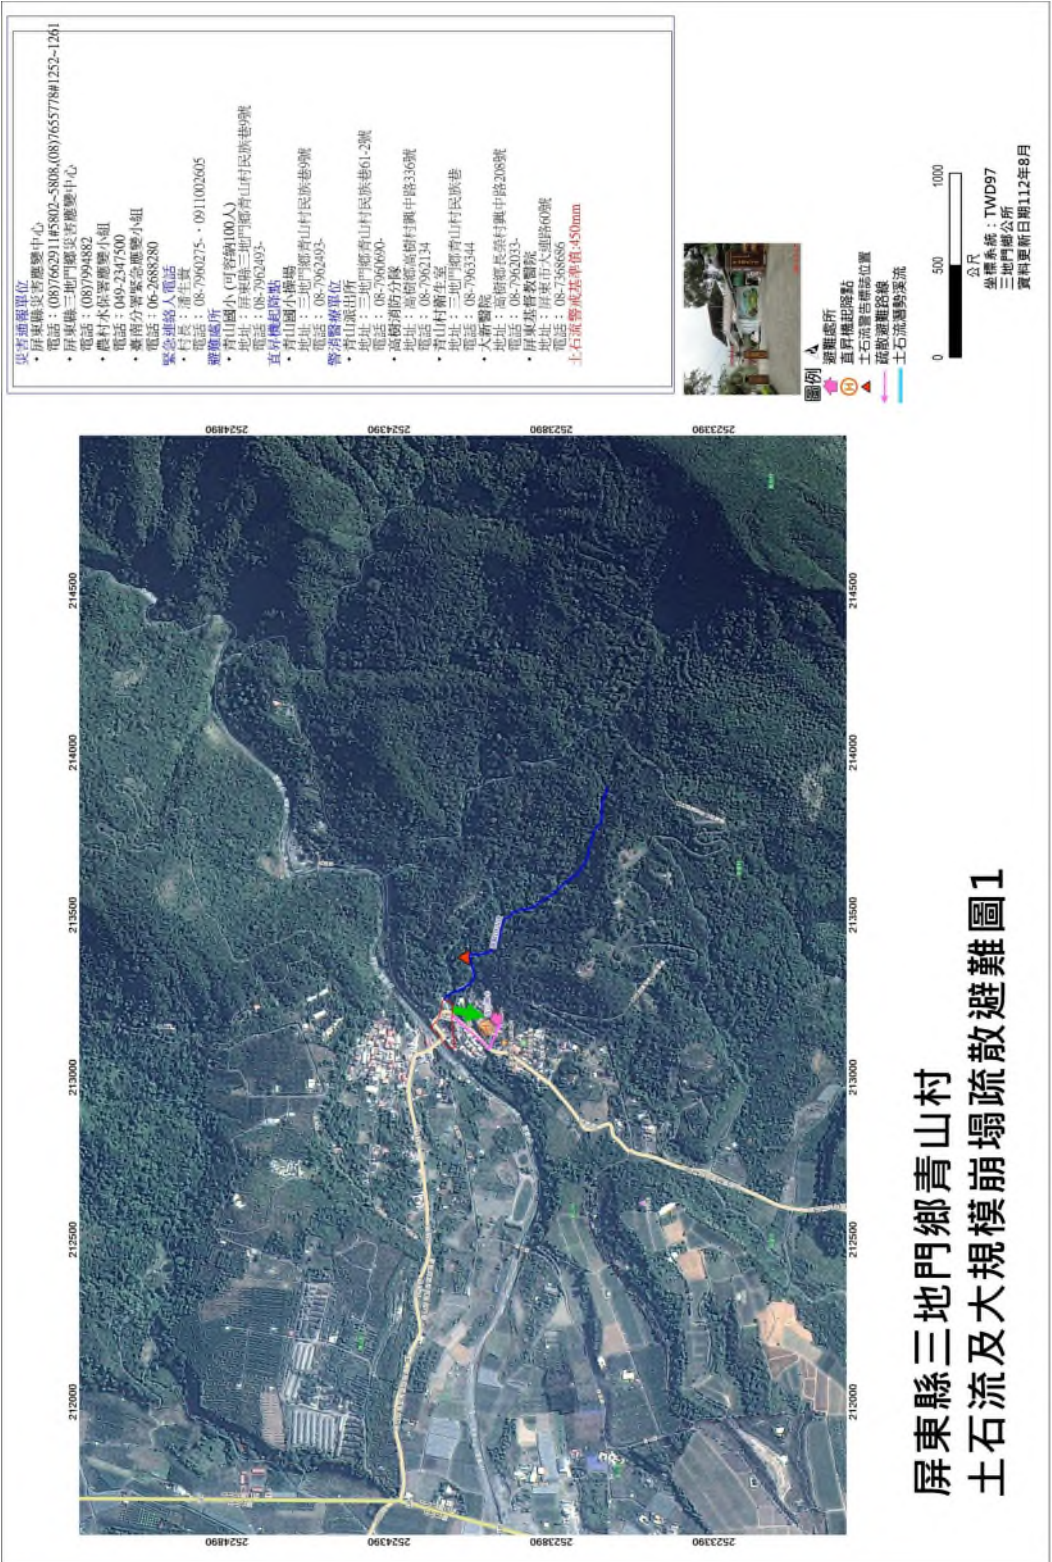 屏東縣三地門鄉青山村
土石流及大規模崩塌疏散避難圖1
災害通報單位
・屏東縣災害應變中心
電話：(08)7662911#5802~5808,(08)7655778#1252~1261
・屏東縣三地門鄉災害應變中心
電話：(08)7994882
・農村水保署應變小組
電話：049-2347500
・臺南分署緊急應變小組
電話：06-2688280
緊急連絡人電話
・村長：潘生賢
電話：08-7960275-、0911002605
避難處所
・青山國小 (可容納100人)
地址：屏東縣三地門鄉青山村民族巷9號
電話：08-7962493-
直昇機起降點
・青山國小操場
地址：三地門鄉青山村民族巷9號
電話：08-7962493-
警消醫療單位
・青山派出所
地址：三地門鄉青山村民族巷61-2號
電話：08-7960690-
・高樹消防分隊
地址：高樹鄉高樹村興中路336號
電話：08-7962134
・青山村衛生室
地址：三地門鄉青山村民族巷
電話：08-7963344
・大新醫院
地址：高樹鄉長榮村興中路208號
電話：08-7962033-
・屏東基督教醫院
地址：屏東市大連路60號
電話：08-7368686
土石流警戒基準值:450mm
圖例
避難處所
直昇機起降點
土石流警告標誌位置
疏散避難路線
土石流潛勢溪流
0 500 1000
公尺
坐標系統：TWD97
三地門鄉公所
資料更新日期112年8月
212000 212500 213000 213500 214000 214500
2524890
2524390
2523890
2523390
212000 212500 213000 213500 214000 214500
2524890
2524390
2523890
2523390